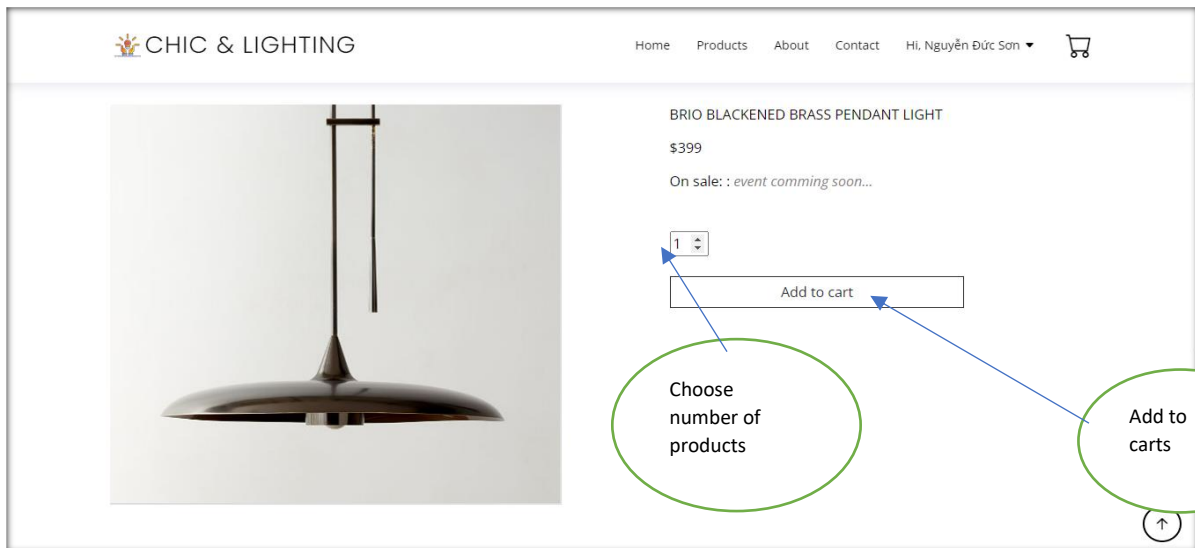 CHIC & LIGHTING
Home Products About Contact Hi, Nguyễn Đức Sơn
BRIO BLACKENED BRASS PENDANT LIGHT
$399
On sale: : event comming soon...
1
Add to cart
Choose
number of
products
Add to
carts